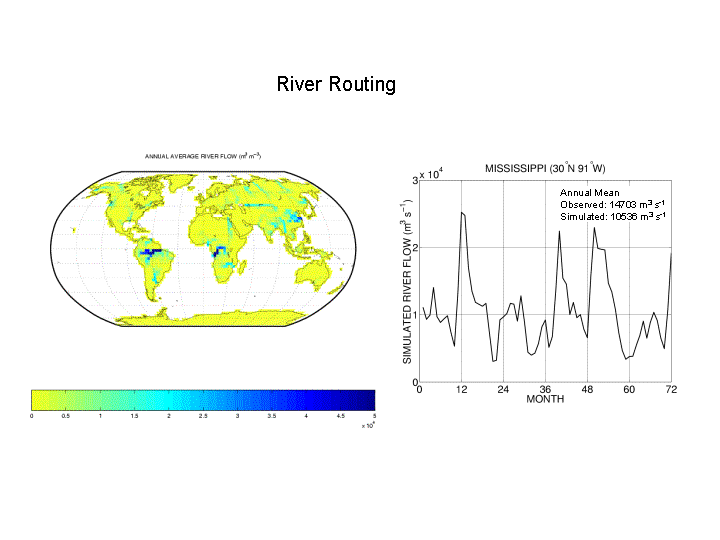 River Routing
ANNUAL AVERAGE RIVER FLOW (m³ m⁻³)
0 0.5 1 1.5 2 2.5 3 3.5 4 4.5 5
x 10⁴
MISSISSIPPI (30°N 91°W)
x 10⁴
Annual Mean
Observed: 14703 m³ s⁻¹
Simulated: 10536 m³ s⁻¹
SIMULATED RIVER FLOW (m³ s⁻¹)
3
2
1
0
0 12 24 36 48 60 72
MONTH